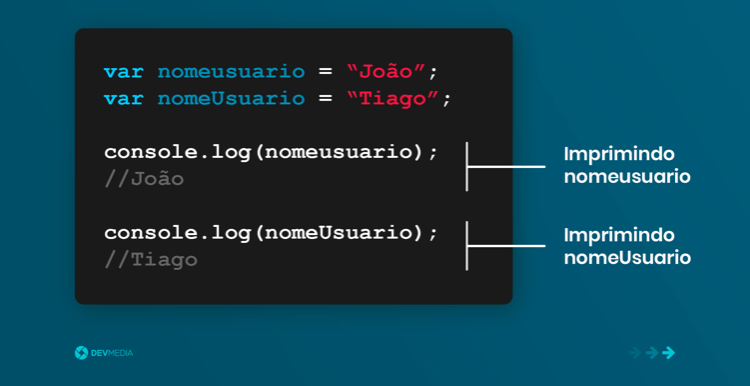 var nomeusuario = “João”;
var nomeUsuario = “Tiago”;
console.log(nomeusuario);
//João
Imprimindo
nomeusuario
console.log(nomeUsuario);
//Tiago
Imprimindo
nomeUsuario
DEVMEDIA